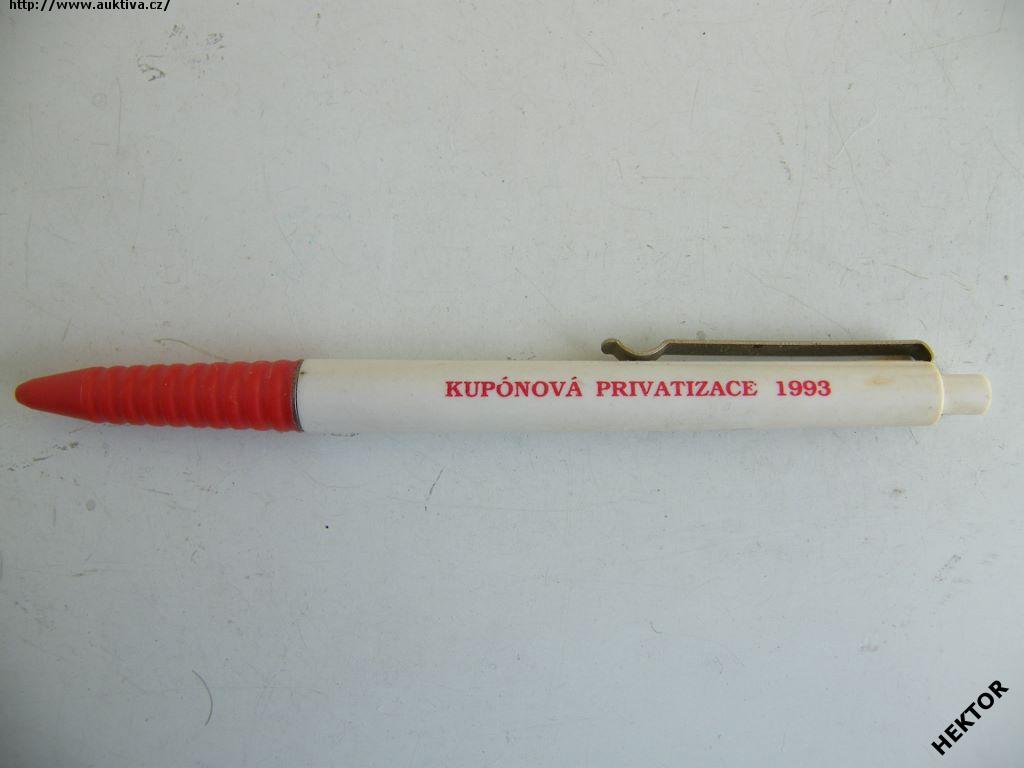 http://www.auktiva.cz/
KUPÓNOVÁ PRIVATIZACE 1993
HEKTOR